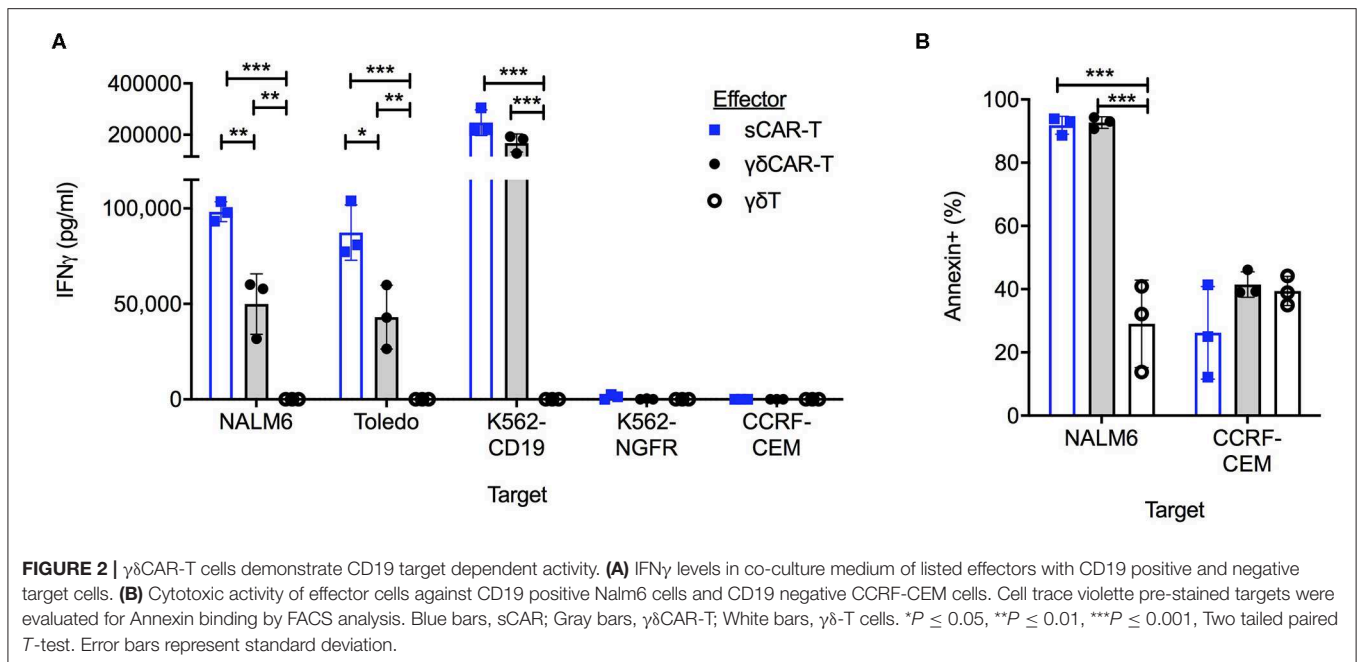 A
B
***
***
***
**
**
***
**
*
400000
200000
100,000
50,000
0
IFNγ (pg/ml)
NALM6
Toledo
K562-
CD19
K562-
NGFR
CCRF-
CEM
Target
Effector
sCAR-T
γδCAR-T
γδT
***
***
100
80
60
40
20
0
Annexin+ (%)
NALM6
CCRF-
CEM
Target
FIGURE 2 | γδCAR-T cells demonstrate CD19 target dependent activity. (A) IFNγ levels in co-culture medium of listed effectors with CD19 positive and negative
target cells. (B) Cytotoxic activity of effector cells against CD19 positive Nalm6 cells and CD19 negative CCRF-CEM cells. Cell trace violette pre-stained targets were
evaluated for Annexin binding by FACS analysis. Blue bars, sCAR; Gray bars, γδCAR-T; White bars, γδ-T cells. *P ≤ 0.05, **P ≤ 0.01, ***P ≤ 0.001, Two tailed paired
T-test. Error bars represent standard deviation.